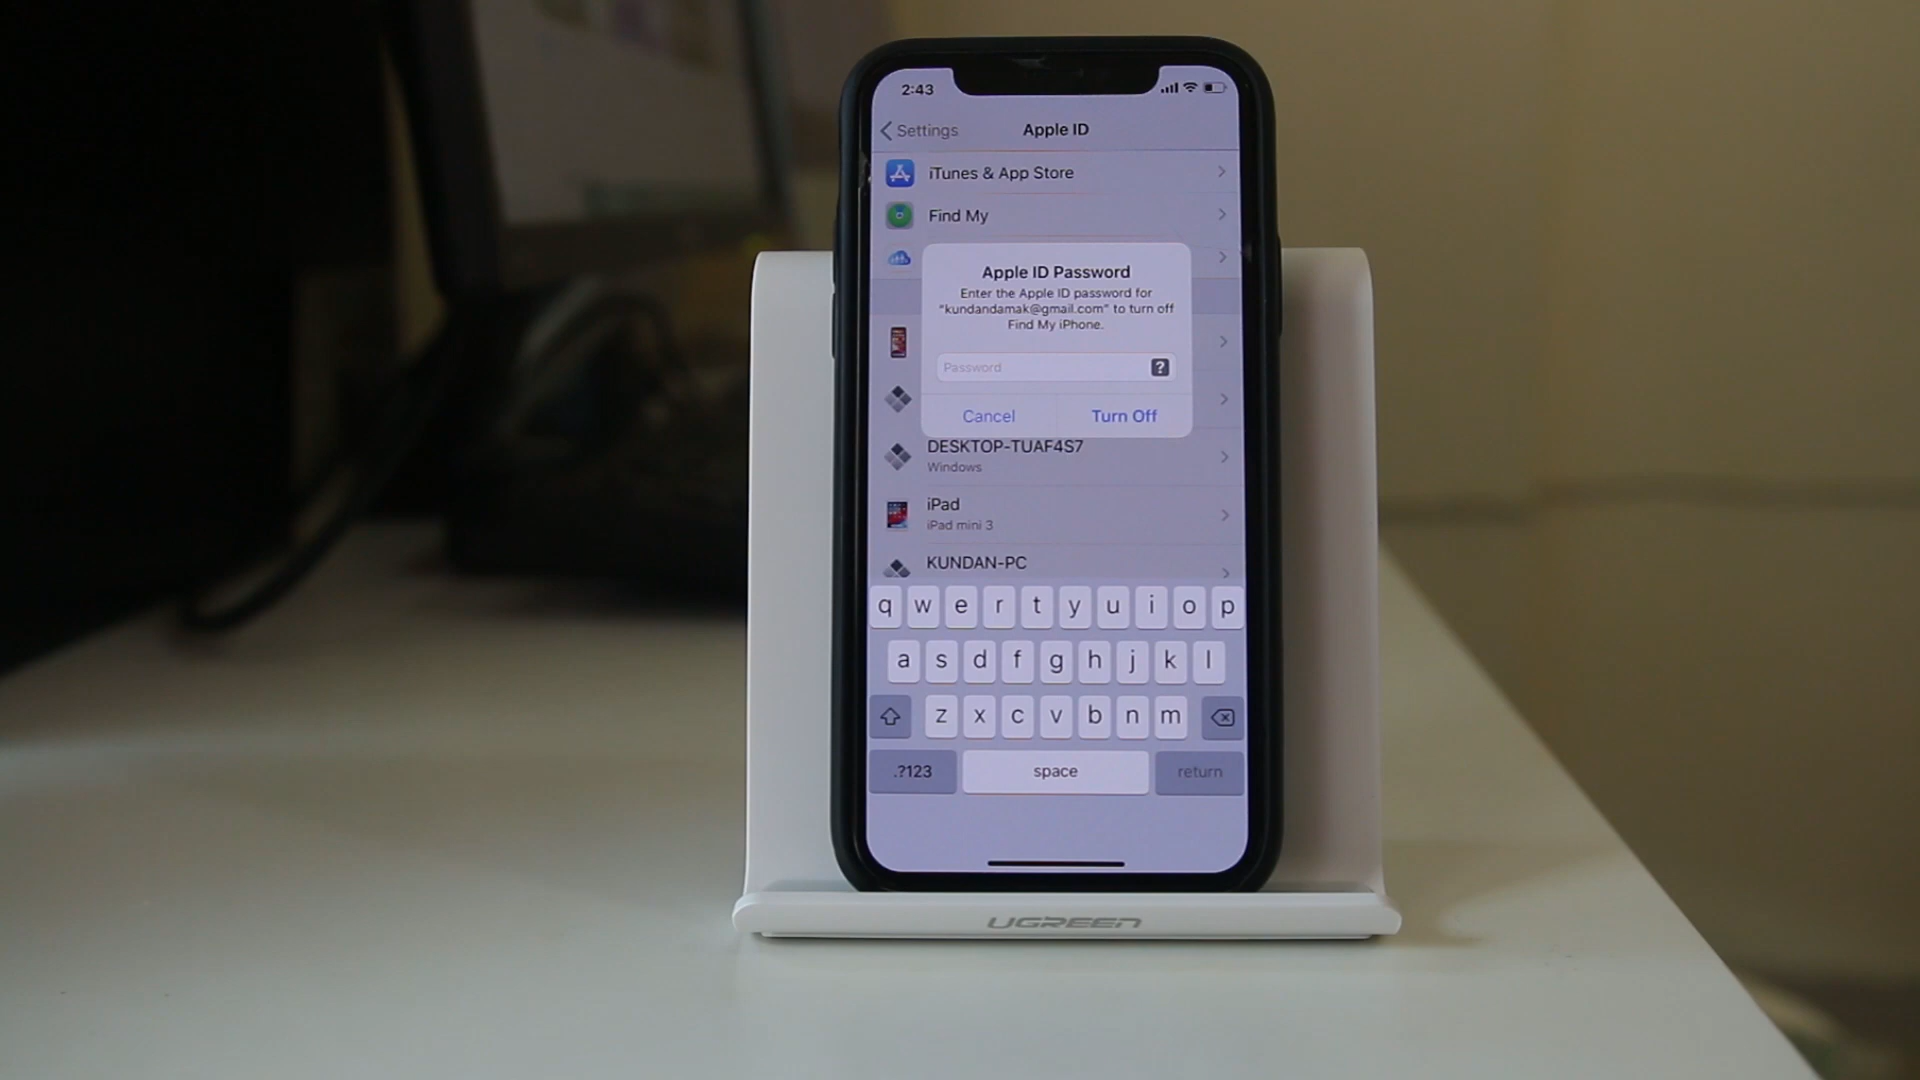 2:43
Settings
Apple ID
iTunes & App Store
Find My
Apple ID Password
Enter the Apple ID password for
“kundandamak@gmail.com” to turn off
Find My iPhone.
Password
?
Cancel
Turn Off
DESKTOP-TUAF4S7
Windows
iPad
iPad mini 3
KUNDAN-PC
q w e r t y u i o p
a s d f g h j k l
z x c v b n m
.?123
space
return
UGREEN